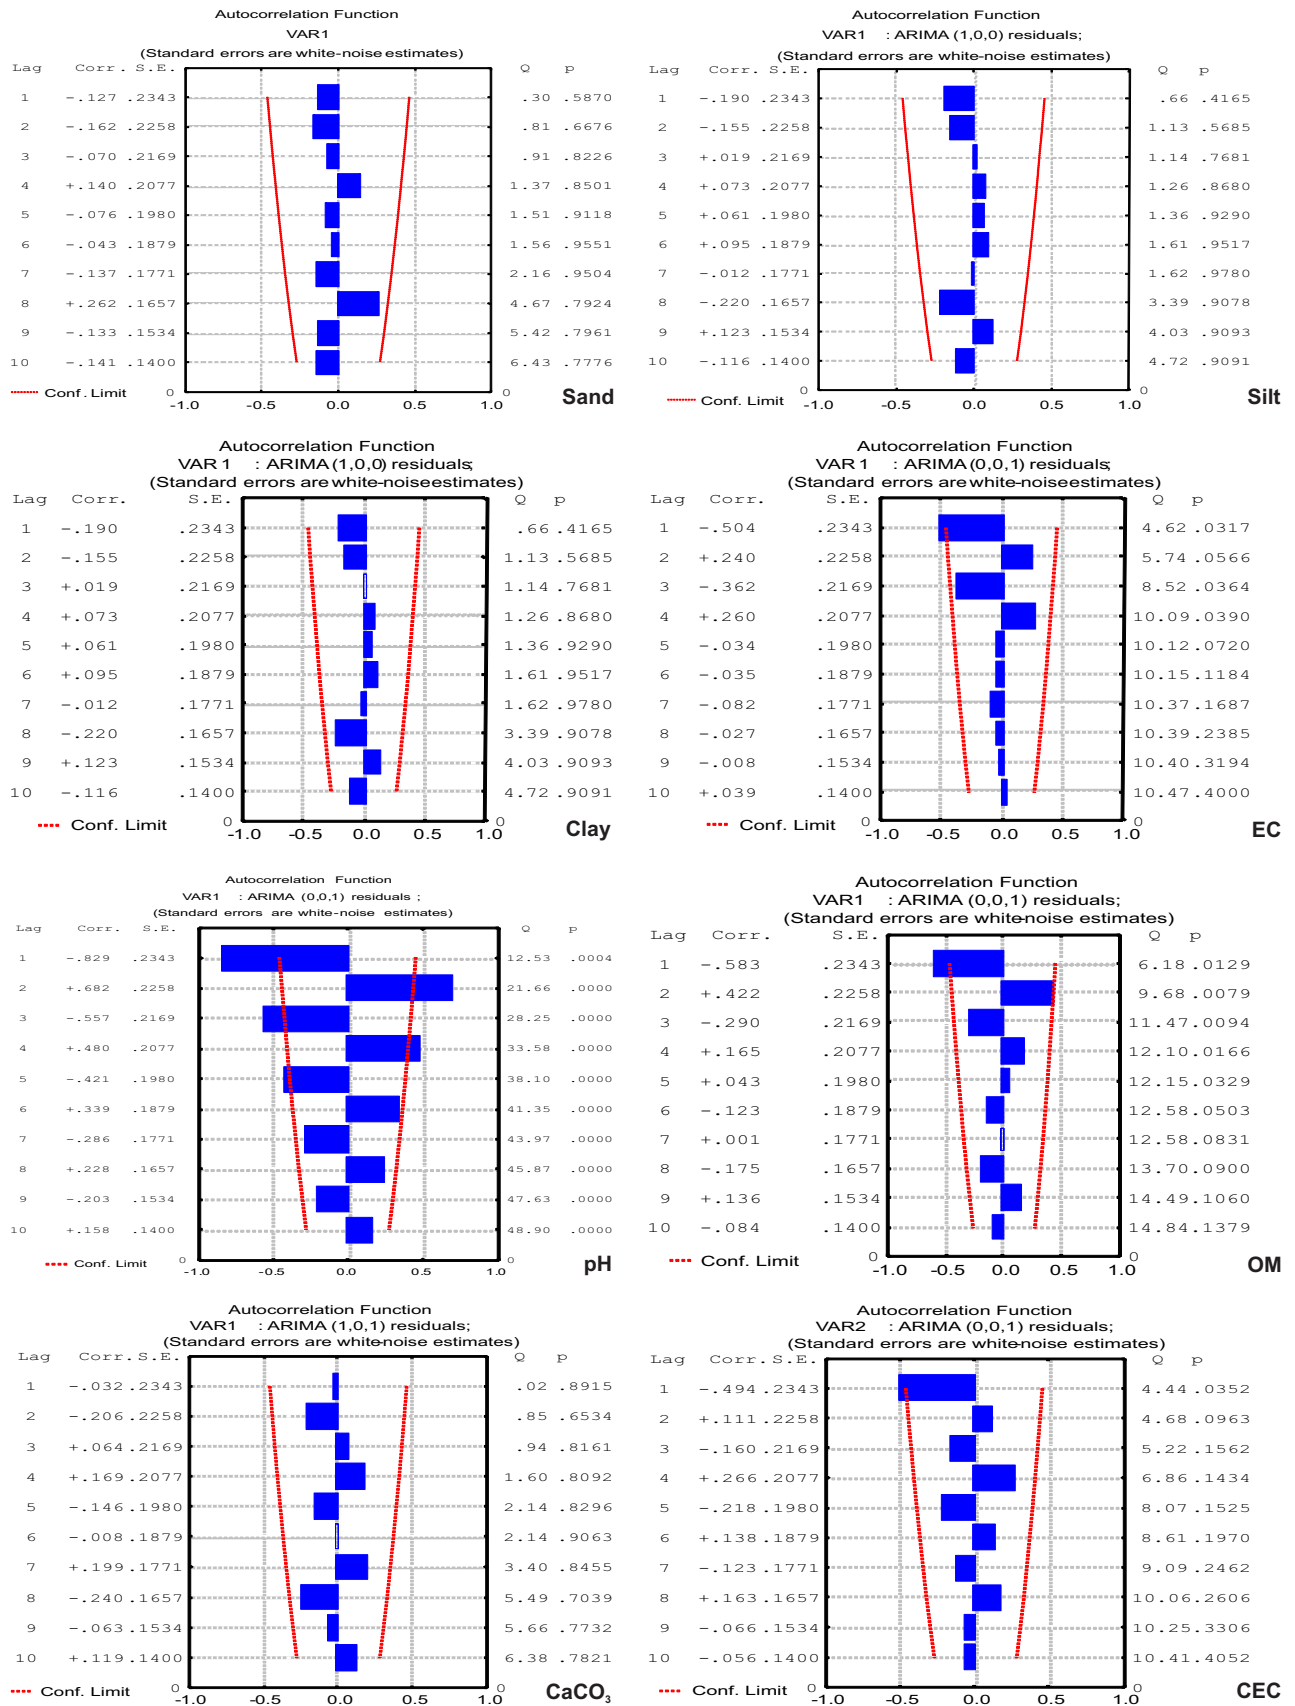 Autocorrelation Function
VAR1
(Standard errors are white-noise estimates)
Lag Corr. S.E. Q p
1 -.127 .2343 .30 .5870
2 -.162 .2258 .81 .6676
3 -.070 .2169 .91 .8226
4 +.140 .2077 1.37 .8501
5 -.076 .1980 1.51 .9118
6 -.043 .1879 1.56 .9551
7 -.137 .1771 2.16 .9504
8 +.262 .1657 4.67 .7924
9 -.133 .1534 5.42 .7961
10 -.141 .1400 6.43 .7776
0 0
Conf. Limit
-1.0 -0.5 0.0 0.5 1.0
Sand
Autocorrelation Function
VAR1 : ARIMA (1,0,0) residuals;
(Standard errors are white-noise estimates)
Lag Corr. S.E. Q p
1 -.190 .2343 .66 .4165
2 -.155 .2258 1.13 .5685
3 +.019 .2169 1.14 .7681
4 +.073 .2077 1.26 .8680
5 +.061 .1980 1.36 .9290
6 +.095 .1879 1.61 .9517
7 -.012 .1771 1.62 .9780
8 -.220 .1657 3.39 .9078
9 +.123 .1534 4.03 .9093
10 -.116 .1400 4.72 .9091
0 0
Conf. Limit
-1.0 -0.5 0.0 0.5 1.0
Silt
Autocorrelation Function
VAR1 : ARIMA (1,0,0) residuals;
(Standard errors are white-noise estimates)
Lag Corr. S.E. Q p
1 -.190 .2343 .66 .4165
2 -.155 .2258 1.13 .5685
3 +.019 .2169 1.14 .7681
4 +.073 .2077 1.26 .8680
5 +.061 .1980 1.36 .9290
6 +.095 .1879 1.61 .9517
7 -.012 .1771 1.62 .9780
8 -.220 .1657 3.39 .9078
9 +.123 .1534 4.03 .9093
10 -.116 .1400 4.72 .9091
0 0
Conf. Limit
-1.0 -0.5 0.0 0.5 1.0
Clay
Autocorrelation Function
VAR1 : ARIMA (0,0,1) residuals;
(Standard errors are white-noise estimates)
Lag Corr. S.E. Q p
1 -.504 .2343 4.62 .0317
2 +.240 .2258 5.74 .0566
3 -.362 .2169 8.52 .0364
4 +.260 .2077 10.09 .0390
5 -.034 .1980 10.12 .0720
6 -.035 .1879 10.15 .1184
7 -.082 .1771 10.37 .1687
8 -.027 .1657 10.39 .2385
9 -.008 .1534 10.40 .3194
10 +.039 .1400 10.47 .4000
0 0
Conf. Limit
-1.0 -0.5 0.0 0.5 1.0
EC
Autocorrelation Function
VAR1 : ARIMA (0,0,1) residuals ;
(Standard errors are white-noise estimates)
Lag Corr. S.E. Q p
1 -.829 .2343 12.53 .0004
2 +.682 .2258 21.66 .0000
3 -.557 .2169 28.25 .0000
4 +.480 .2077 33.58 .0000
5 -.421 .1980 38.10 .0000
6 +.339 .1879 41.35 .0000
7 -.286 .1771 43.97 .0000
8 +.228 .1657 45.87 .0000
9 -.203 .1534 47.63 .0000
10 +.158 .1400 48.90 .0000
0 0
Conf. Limit
-1.0 -0.5 0.0 0.5 1.0
pH
Autocorrelation Function
VAR1 : ARIMA (0,0,1) residuals;
(Standard errors are white-noise estimates)
Lag Corr. S.E. Q p
1 -.583 .2343 6.18 .0129
2 +.422 .2258 9.68 .0079
3 -.290 .2169 11.47 .0094
4 +.165 .2077 12.10 .0166
5 +.043 .1980 12.15 .0329
6 -.123 .1879 12.58 .0503
7 +.001 .1771 12.58 .0831
8 -.175 .1657 13.70 .0900
9 +.136 .1534 14.49 .1060
10 -.084 .1400 14.84 .1379
0 0
Conf. Limit
-1.0 -0.5 0.0 0.5 1.0
OM
Autocorrelation Function
VAR1 : ARIMA (1,0,1) residuals;
(Standard errors are white-noise estimates)
Lag Corr. S.E. Q p
1 -.032 .2343 .02 .8915
2 -.206 .2258 .85 .6534
3 +.064 .2169 .94 .8161
4 +.169 .2077 1.60 .8092
5 -.146 .1980 2.14 .8296
6 -.008 .1879 2.14 .9063
7 +.199 .1771 3.40 .8455
8 -.240 .1657 5.49 .7039
9 -.063 .1534 5.66 .7732
10 +.119 .1400 6.38 .7821
0 0
Conf. Limit
-1.0 -0.5 0.0 0.5 1.0
CaCO₃
Autocorrelation Function
VAR2 : ARIMA (0,0,1) residuals;
(Standard errors are white-noise estimates)
Lag Corr. S.E. Q p
1 -.494 .2343 4.44 .0352
2 +.111 .2258 4.68 .0963
3 -.160 .2169 5.22 .1562
4 +.266 .2077 6.86 .1434
5 -.218 .1980 8.07 .1525
6 +.138 .1879 8.61 .1970
7 -.123 .1771 9.09 .2462
8 +.163 .1657 10.06 .2606
9 -.066 .1534 10.25 .3306
10 -.056 .1400 10.41 .4052
0 0
Conf. Limit
-1.0 -0.5 0.0 0.5 1.0
CEC